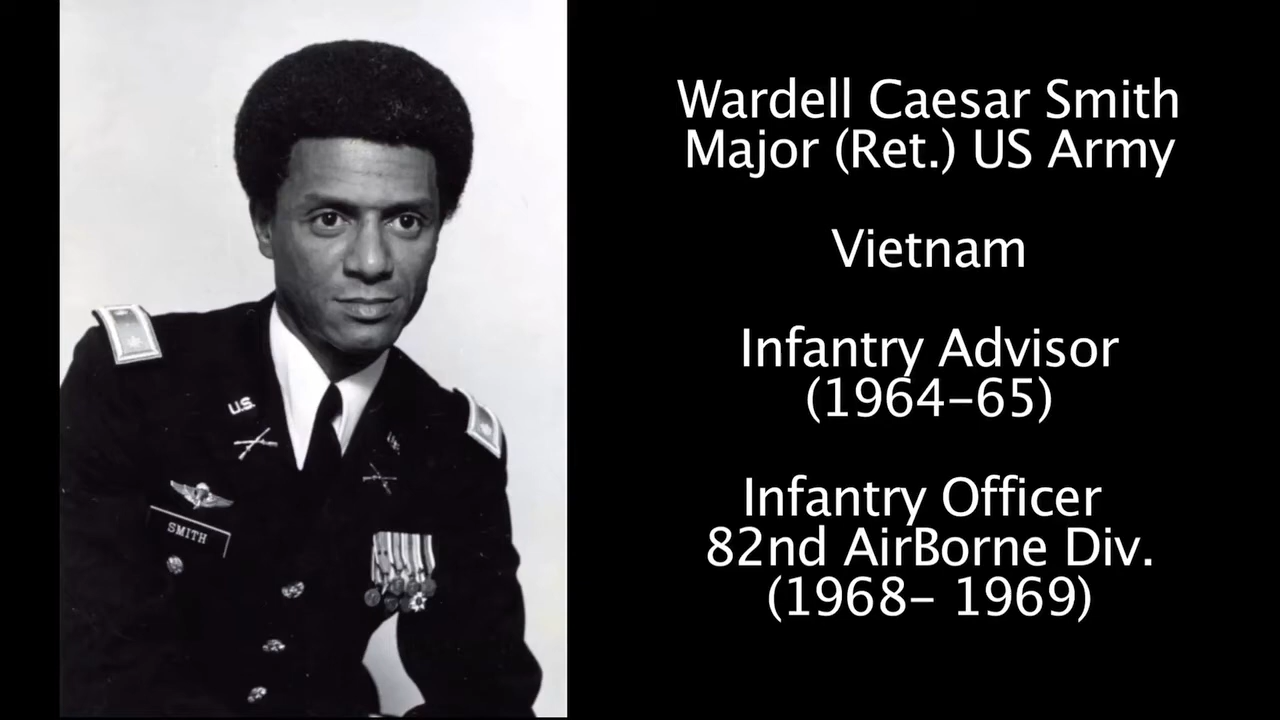 Wardell Caesar Smith
Major (Ret.) US Army
Vietnam
Infantry Advisor
(1964-65)
Infantry Officer
82nd AirBorne Div.
(1968- 1969)
U.S.
SMITH